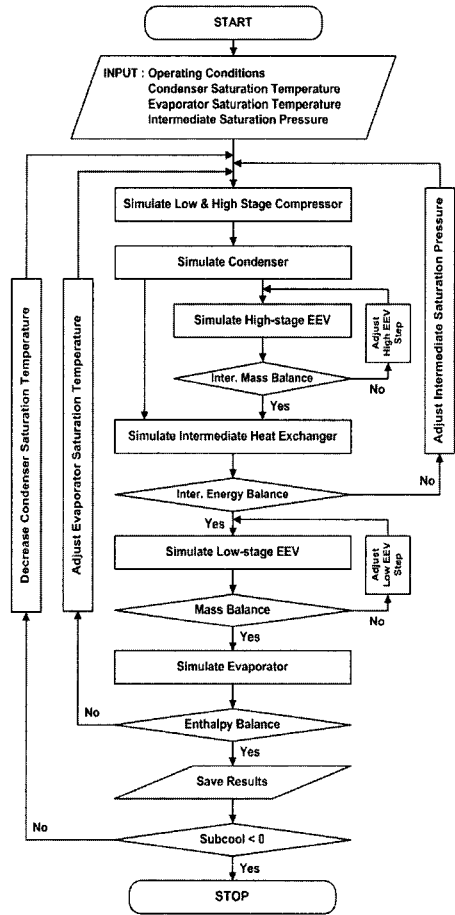 START
INPUT : Operating Conditions
Condenser Saturation Temperature
Evaporator Saturation Temperature
Intermediate Saturation Pressure
Simulate Low & High Stage Compressor
Simulate Condenser
Simulate High-stage EEV
Adjust
High EEV
Step
Inter. Mass Balance
No
Yes
Simulate Intermediate Heat Exchanger
Adjust Intermediate Saturation Pressure
No
Inter. Energy Balance
Yes
Simulate Low-stage EEV
Adjust
Low EEV
Step
Mass Balance
No
Yes
Simulate Evaporator
Decrease Condenser Saturation Temperature
Adjust Evaporator Saturation Temperature
No
Enthalpy Balance
Yes
Save Results
No
Subcool < 0
Yes
STOP